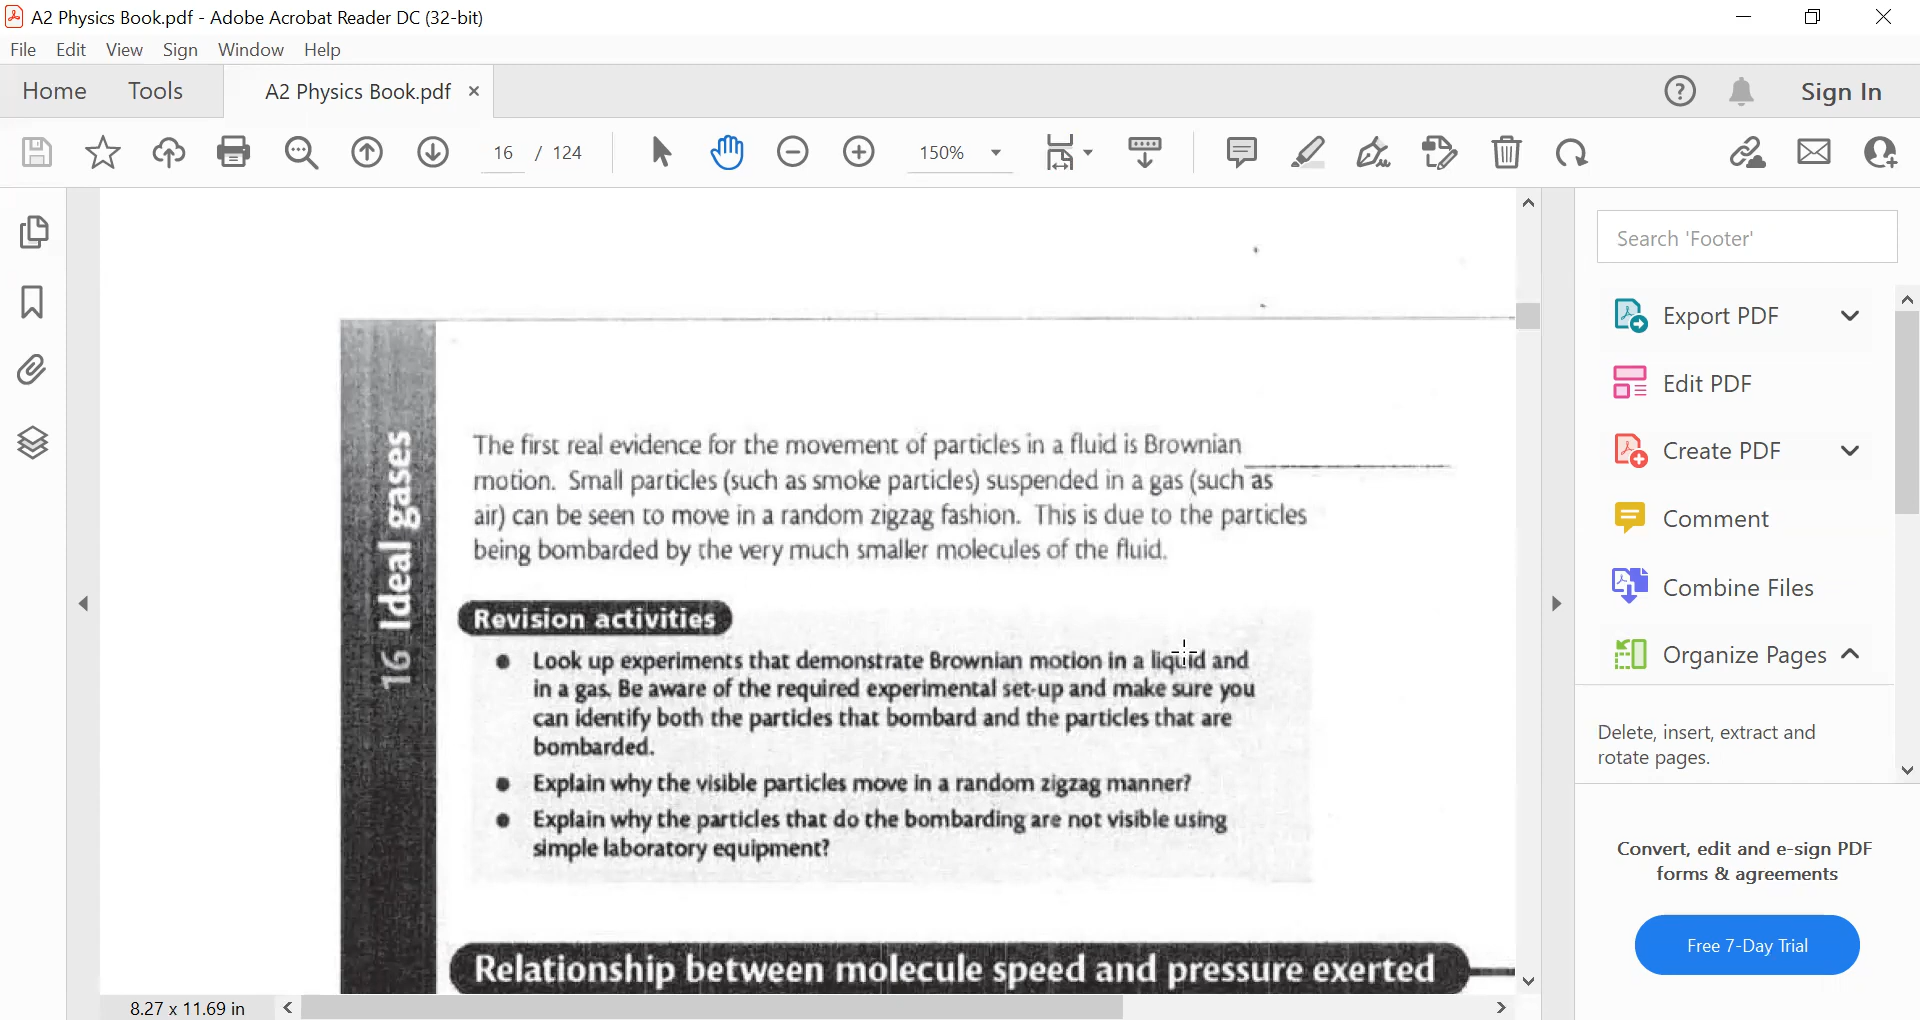 A2 Physics Book.pdf - Adobe Acrobat Reader DC (32-bit)
File Edit View Sign Window Help
Home Tools A2 Physics Book.pdf × Sign In
16 / 124 150%
Search 'Footer'
Export PDF
Edit PDF
Create PDF
Comment
Combine Files
Organize Pages
Delete, insert, extract and
rotate pages.
Convert, edit and e-sign PDF
forms & agreements
Free 7-Day Trial
16 Ideal gases
The first real evidence for the movement of particles in a fluid is Brownian
motion. Small particles (such as smoke particles) suspended in a gas (such as
air) can be seen to move in a random zigzag fashion. This is due to the particles
being bombarded by the very much smaller molecules of the fluid.
Revision activities
● Look up experiments that demonstrate Brownian motion in a liquid and
in a gas. Be aware of the required experimental set-up and make sure you
can identify both the particles that bombard and the particles that are
bombarded.
● Explain why the visible particles move in a random zigzag manner?
● Explain why the particles that do the bombarding are not visible using
simple laboratory equipment?
Relationship between molecule speed and pressure exerted
8.27 x 11.69 in